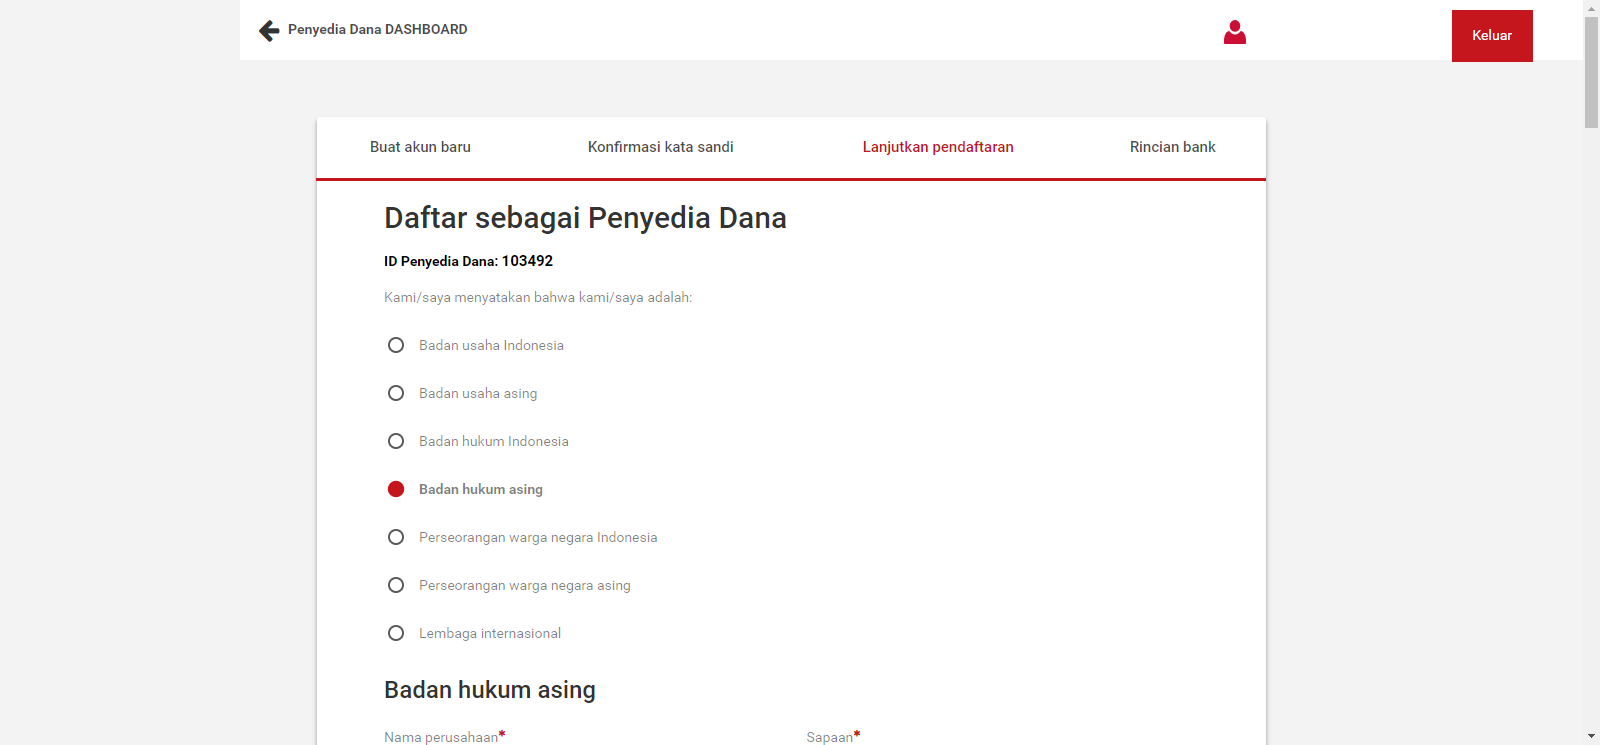 Penyedia Dana DASHBOARD
Keluar
Buat akun baru
Konfirmasi kata sandi
Lanjutkan pendaftaran
Rincian bank
Daftar sebagai Penyedia Dana
ID Penyedia Dana: 103492
Kami/saya menyatakan bahwa kami/saya adalah:
Badan usaha Indonesia
Badan usaha asing
Badan hukum Indonesia
Badan hukum asing
Perseorangan warga negara Indonesia
Perseorangan warga negara asing
Lembaga internasional
Badan hukum asing
Nama perusahaan*
Sapaan*